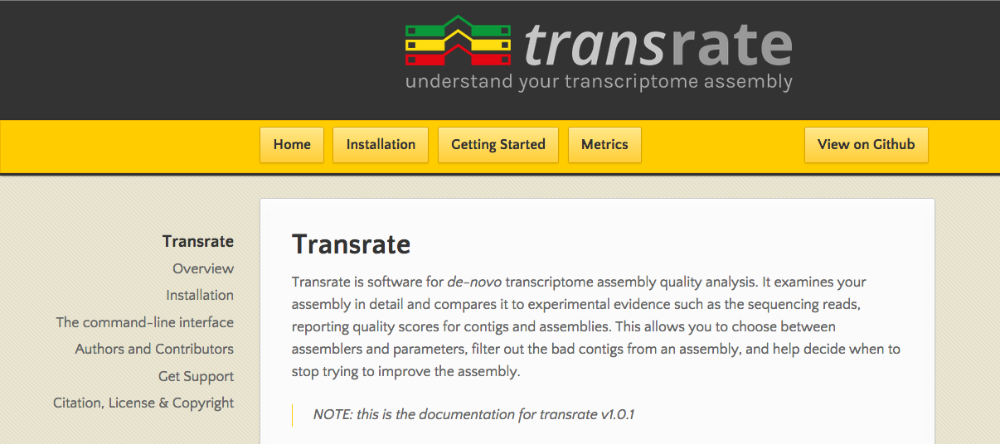 transrate
understand your transcriptome assembly
Home
Installation
Getting Started
Metrics
View on Github
Transrate
Overview
Installation
The command-line interface
Authors and Contributors
Get Support
Citation, License & Copyright
Transrate
Transrate is software for de-novo transcriptome assembly quality analysis. It examines your
assembly in detail and compares it to experimental evidence such as the sequencing reads,
reporting quality scores for contigs and assemblies. This allows you to choose between
assemblers and parameters, filter out the bad contigs from an assembly, and help decide when to
stop trying to improve the assembly.
NOTE: this is the documentation for transrate v1.0.1